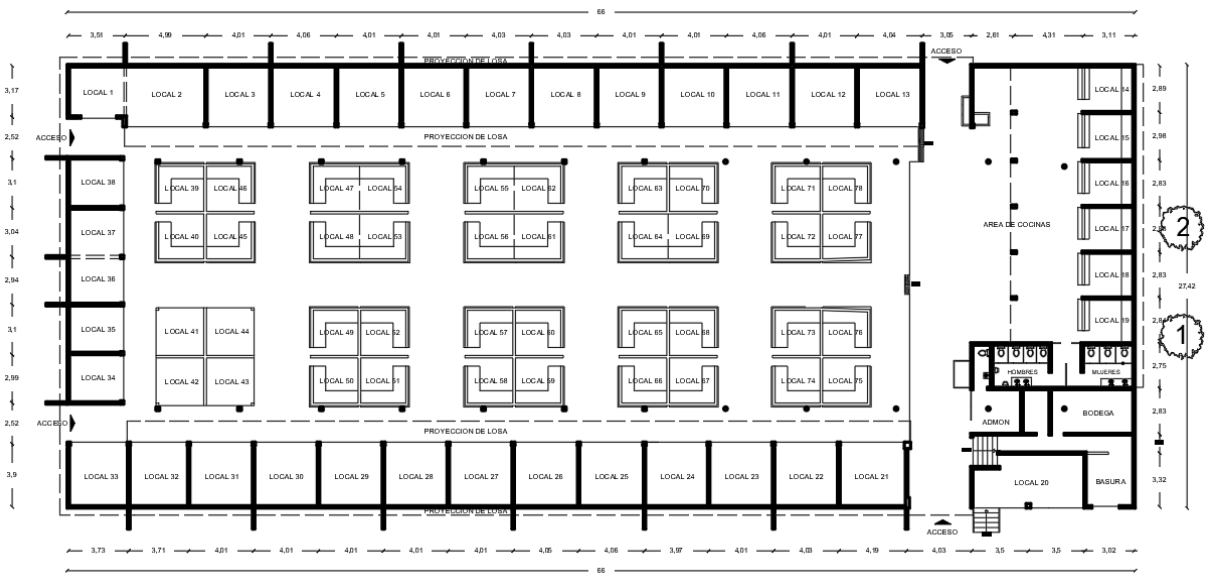 66
3,51 4,99 4,01 4,06 4,01 4,03 4,03 4,01 4,06 4,01 4,04 3,05 2,61 4,31 3,11
ACCESO
PROYECCION DE LOSA
LOCAL 1 LOCAL 2 LOCAL 3 LOCAL 4 LOCAL 5 LOCAL 6 LOCAL 7 LOCAL 8 LOCAL 9 LOCAL 10 LOCAL 11 LOCAL 12 LOCAL 13 LOCAL 14
3,17 2,89
ACCESO
PROYECCION DE LOSA
LOCAL 15
2,52 2,98
LOCAL 38 LOCAL 39 LOCAL 46 LOCAL 47 LOCAL 54 LOCAL 55 LOCAL 62 LOCAL 63 LOCAL 70 LOCAL 71 LOCAL 78 LOCAL 16
3,1 2,83
LOCAL 37 LOCAL 40 LOCAL 45 LOCAL 48 LOCAL 53 LOCAL 56 LOCAL 61 LOCAL 64 LOCAL 69 LOCAL 72 LOCAL 77 LOCAL 17
3,04
AREA DE COCINAS
2
LOCAL 36 LOCAL 18
2,94 2,83
27,42
LOCAL 35 LOCAL 41 LOCAL 44 LOCAL 49 LOCAL 52 LOCAL 57 LOCAL 60 LOCAL 65 LOCAL 68 LOCAL 73 LOCAL 76 LOCAL 19
3,1
1
LOCAL 34 LOCAL 42 LOCAL 43 LOCAL 50 LOCAL 51 LOCAL 58 LOCAL 59 LOCAL 66 LOCAL 67 LOCAL 74 LOCAL 75
HOMBRES MUJERES
2,99 2,75
ACCESO
PROYECCION DE LOSA
ADMON BODEGA
2,52 2,83
LOCAL 33 LOCAL 32 LOCAL 31 LOCAL 30 LOCAL 29 LOCAL 28 LOCAL 27 LOCAL 26 LOCAL 25 LOCAL 24 LOCAL 23 LOCAL 22 LOCAL 21 LOCAL 20 BASURA
3,9 3,32
PROYECCION DE LOSA
ACCESO
3,73 3,71 4,01 4,01 4,01 4,01 4,01 4,05 4,06 3,97 4,01 4,03 4,19 4,03 3,5 3,5 3,02
66